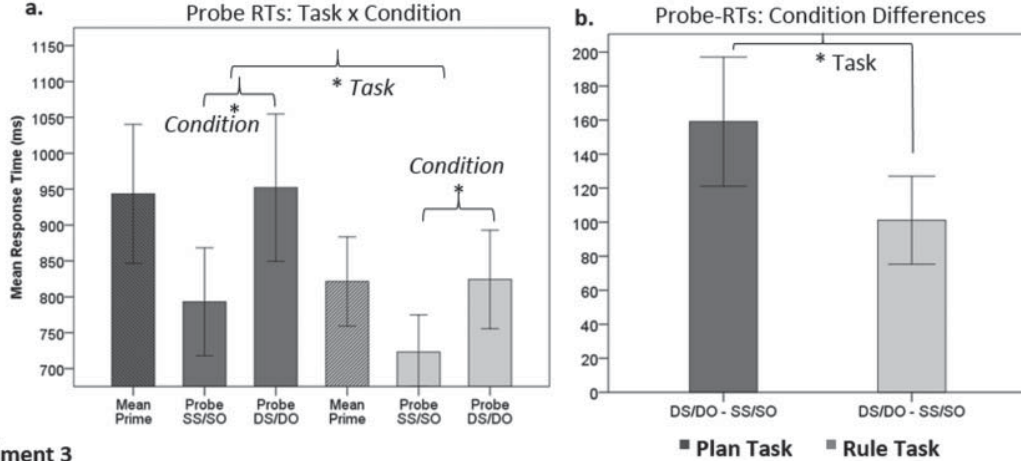 a.
Probe RTs: Task x Condition
1150
1100
1050
1000
950
900
850
800
750
700
Mean Response Time (ms)
* Task
*
Condition
Condition
*
Mean Prime
Probe SS/SO
Probe DS/DO
Mean Prime
Probe SS/SO
Probe DS/DO
b.
Probe-RTs: Condition Differences
200
180
160
140
120
100
80
60
40
20
0
* Task
DS/DO - SS/SO
DS/DO - SS/SO
Plan Task
Rule Task
ment 3